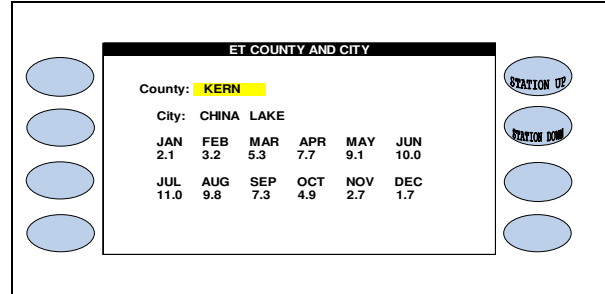 ET COUNTY AND CITY
County: KERN
STATION UP
City: CHINA LAKE
STATION DOWN
JAN FEB MAR APR MAY JUN
2.1 3.2 5.3 7.7 9.1 10.0
JUL AUG SEP OCT NOV DEC
11.0 9.8 7.3 4.9 2.7 1.7